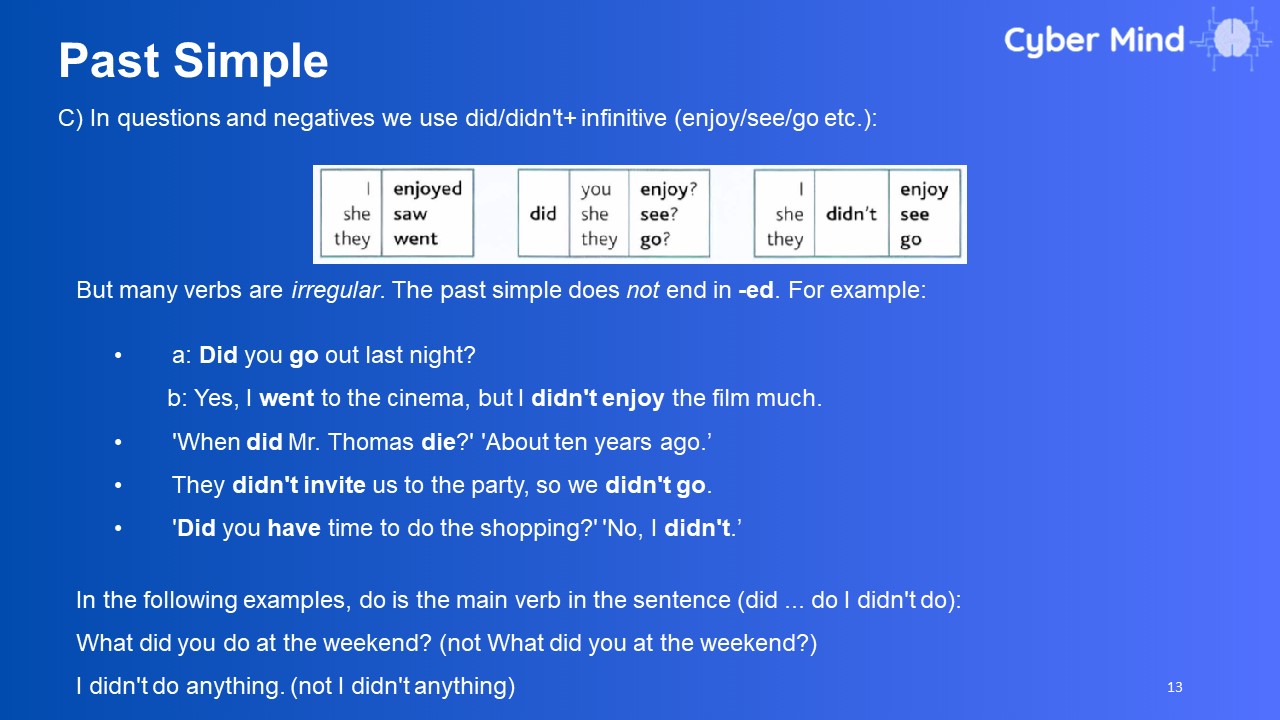 Cyber Mind
Past Simple
C) In questions and negatives we use did/didn't+ infinitive (enjoy/see/go etc.):
I enjoyed
she saw
they went
did
you enjoy?
she see?
they go?
I enjoy
she didn't see
they go
But many verbs are irregular. The past simple does not end in -ed. For example:
• a: Did you go out last night?
b: Yes, I went to the cinema, but I didn't enjoy the film much.
• 'When did Mr. Thomas die?' 'About ten years ago.’
• They didn't invite us to the party, so we didn't go.
• 'Did you have time to do the shopping?' 'No, I didn't.’
In the following examples, do is the main verb in the sentence (did ... do I didn't do):
What did you do at the weekend? (not What did you at the weekend?)
I didn't do anything. (not I didn't anything)
13